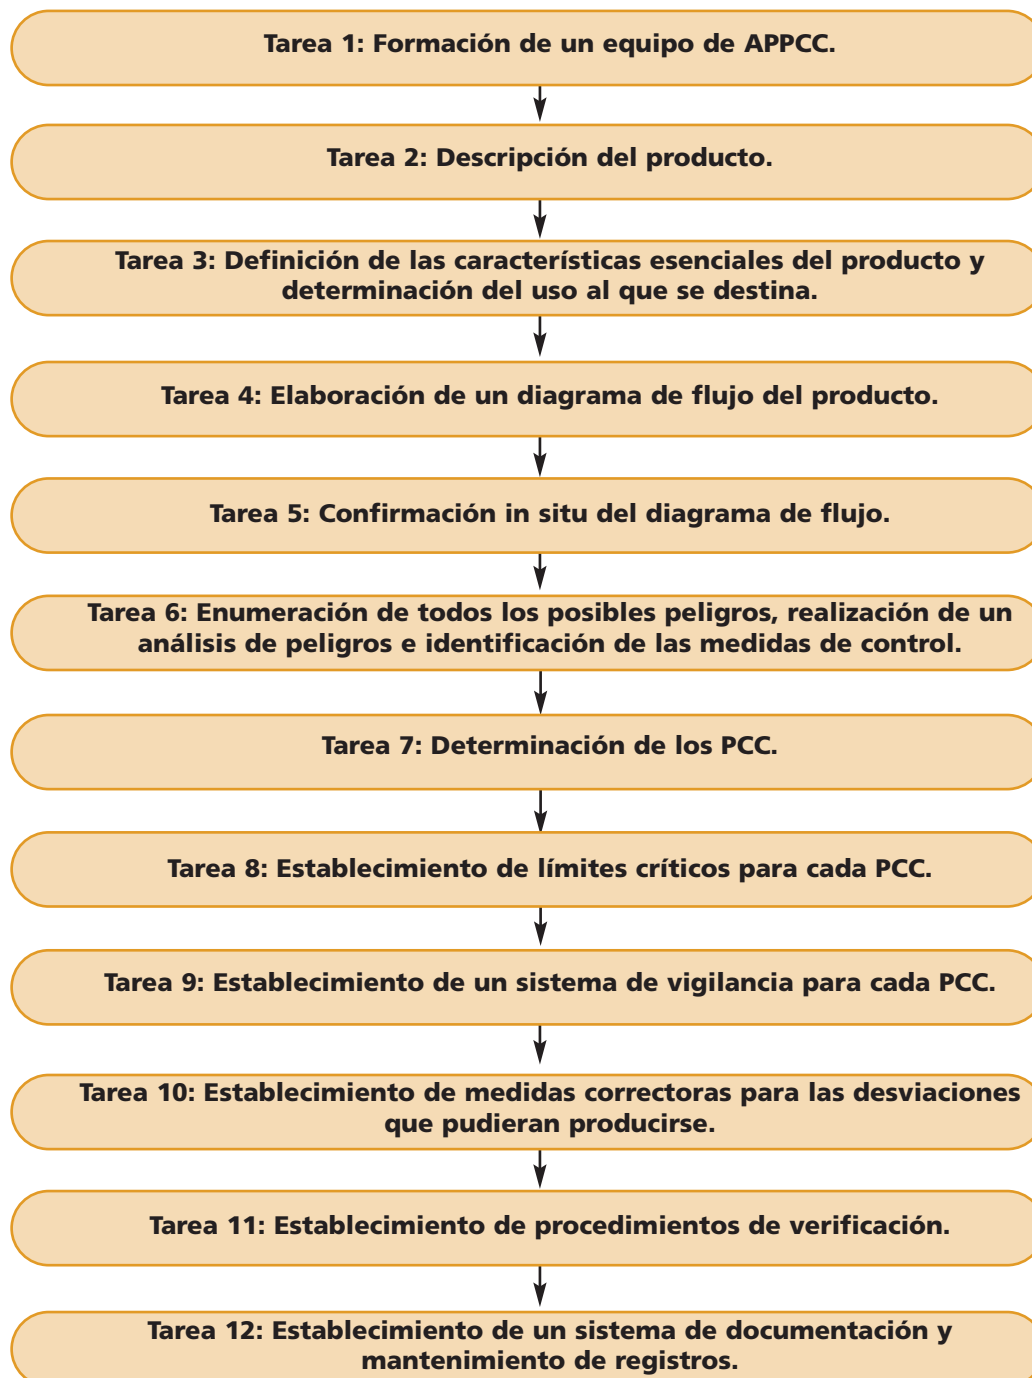 Tarea 1: Formación de un equipo de APPCC.
Tarea 2: Descripción del producto.
Tarea 3: Definición de las características esenciales del producto y
determinación del uso al que se destina.
Tarea 4: Elaboración de un diagrama de flujo del producto.
Tarea 5: Confirmación in situ del diagrama de flujo.
Tarea 6: Enumeración de todos los posibles peligros, realización de un
análisis de peligros e identificación de las medidas de control.
Tarea 7: Determinación de los PCC.
Tarea 8: Establecimiento de límites críticos para cada PCC.
Tarea 9: Establecimiento de un sistema de vigilancia para cada PCC.
Tarea 10: Establecimiento de medidas correctoras para las desviaciones
que pudieran producirse.
Tarea 11: Establecimiento de procedimientos de verificación.
Tarea 12: Establecimiento de un sistema de documentación y
mantenimiento de registros.